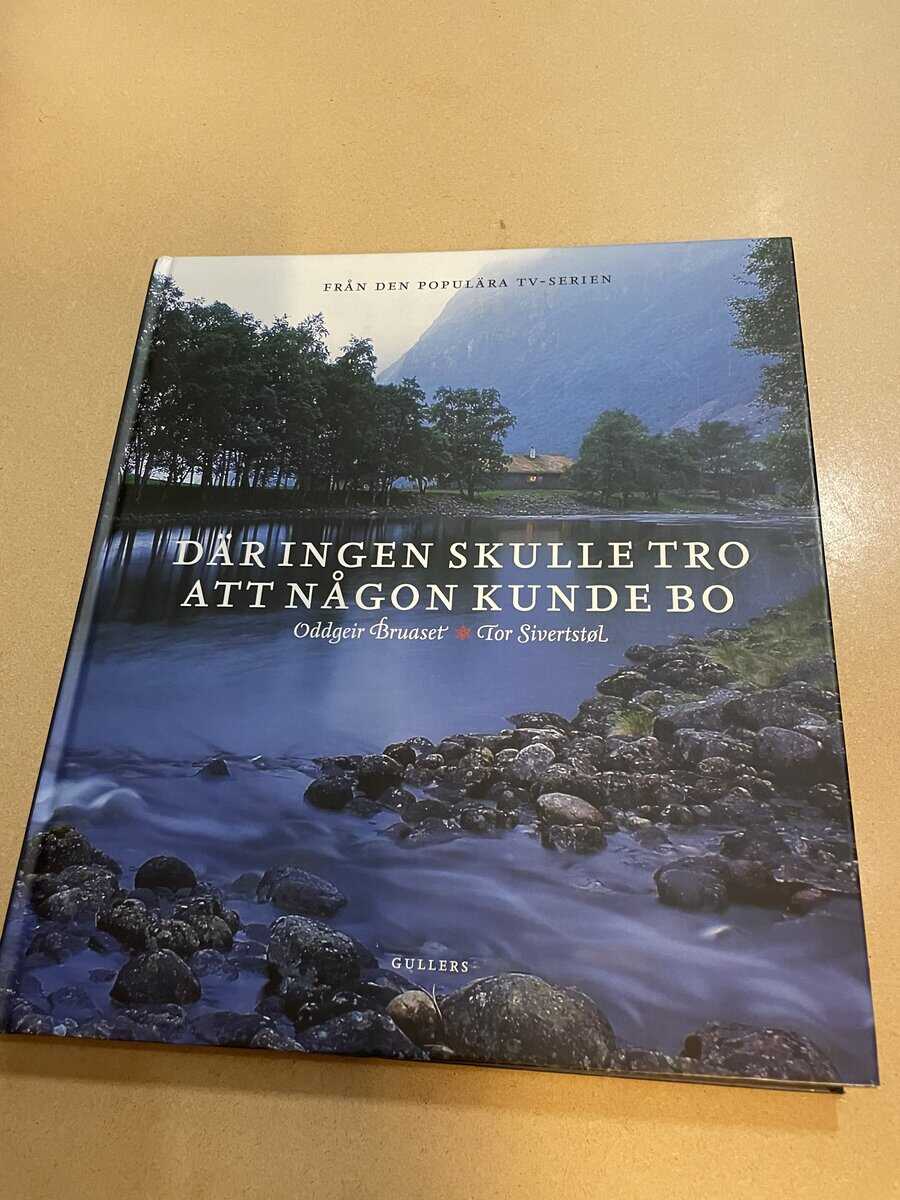 FRÅN DEN POPULÄRA TV-SERIEN
DÄR INGEN SKULLE TRO
ATT NÅGON KUNDE BO
Oddgeir Bruaset * Tor Sivertstøl
GULLERS